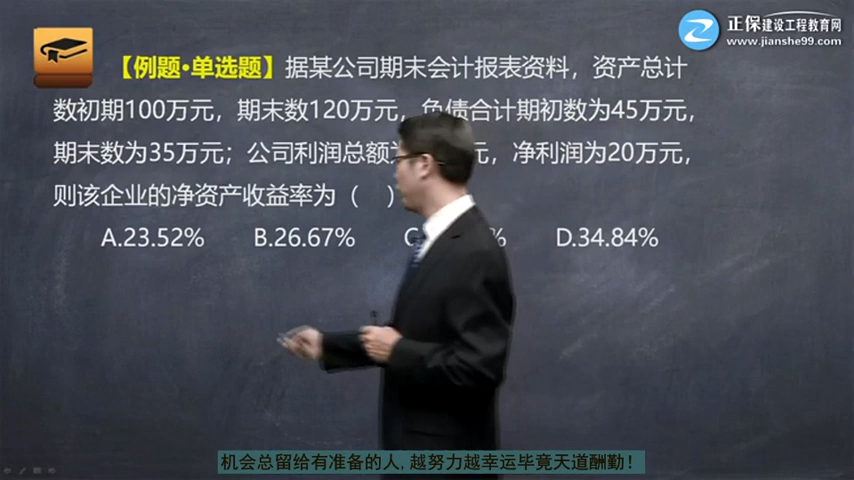 正保建设工程教育网
www.jianshe99.com
【例题·单选题】据某公司期末会计报表资料，资产总计
数初期100万元，期末数120万元，负债合计期初数为45万元，
期末数为35万元；公司利润总额 元，净利润为20万元，
则该企业的净资产收益率为（ ）
A.23.52% B.26.67% % D.34.84%
机会总留给有准备的人,越努力越幸运毕竟天道酬勤！